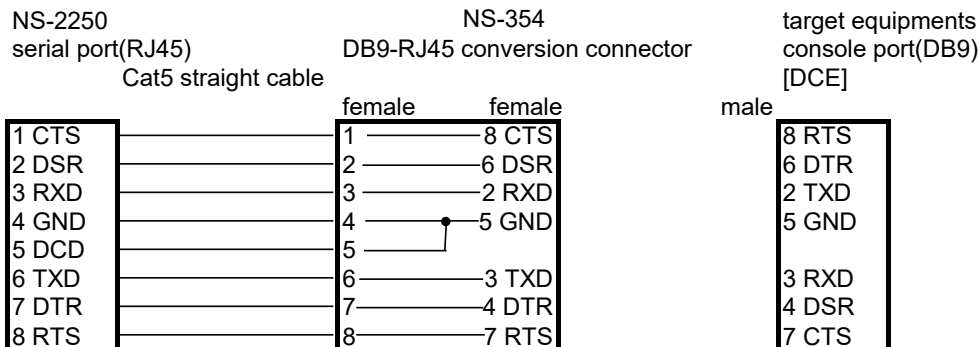 NS-2250
serial port(RJ45)
Cat5 straight cable
NS-354
DB9-RJ45 conversion connector
target equipments
console port(DB9)
[DCE]
female female male
1 CTS 1 8 CTS 8 RTS
2 DSR 2 6 DSR 6 DTR
3 RXD 3 2 RXD 2 TXD
4 GND 4 5 GND 5 GND
5 DCD 5
6 TXD 6 3 TXD 3 RXD
7 DTR 7 4 DTR 4 DSR
8 RTS 8 7 RTS 7 CTS